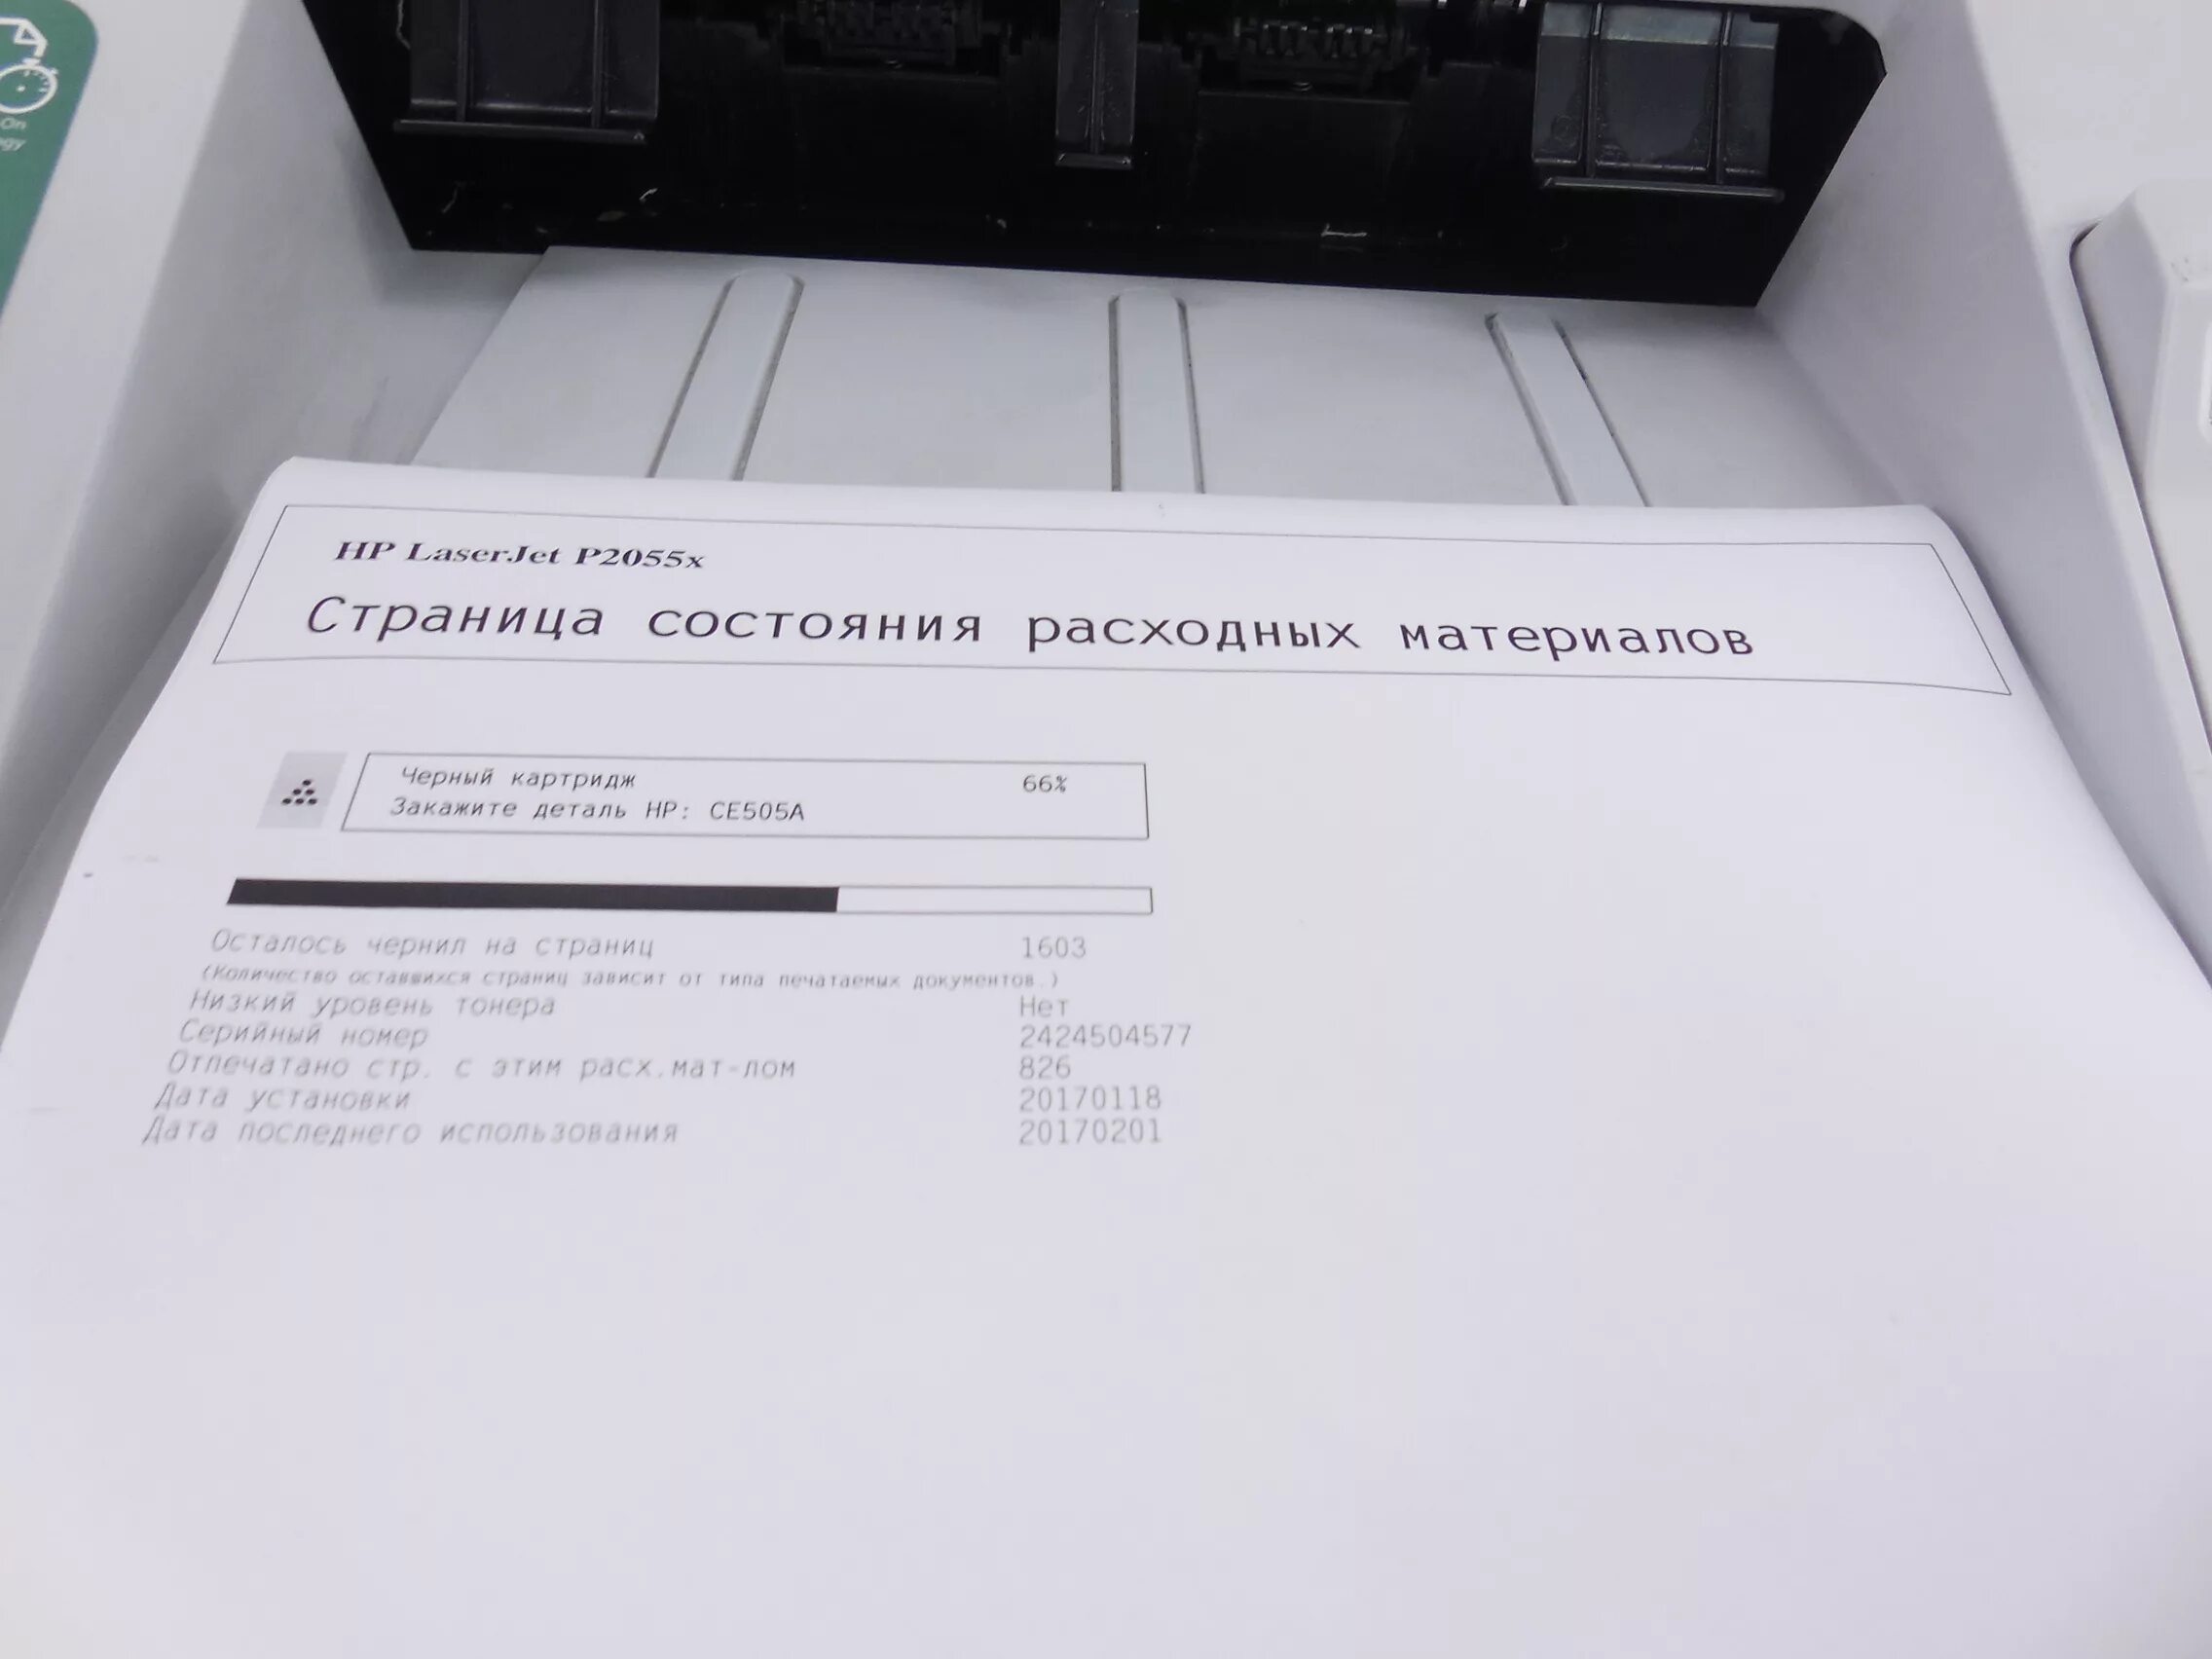 On
HP LaserJet P2055x
Страница состояния расходных материалов
Черный картридж 66%
Закажите деталь HP: CE505A
Осталось чернил на страниц 1603
(Количество оставшихся страниц зависит от типа печатаемых документов.)
Низкий уровень тонера Нет
Серийный номер 2424504577
Отпечатано стр. с этим расх.мат-лом 826
Дата установки 20170118
Дата последнего использования 20170201